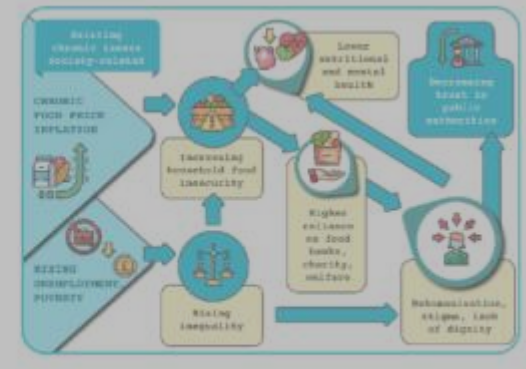 Existing
chronic issues
society-related
CHRONIC
FOOD PRICE
INFLATION
RISING
UNEMPLOYMENT
POVERTY
Increasing
household food
insecurity
Rising
inequality
Lower
nutritional
and mental
health
Higher
reliance
on food
banks,
charity,
welfare
Decreasing
trust in
public
authorities
stigma, lack
of dignity